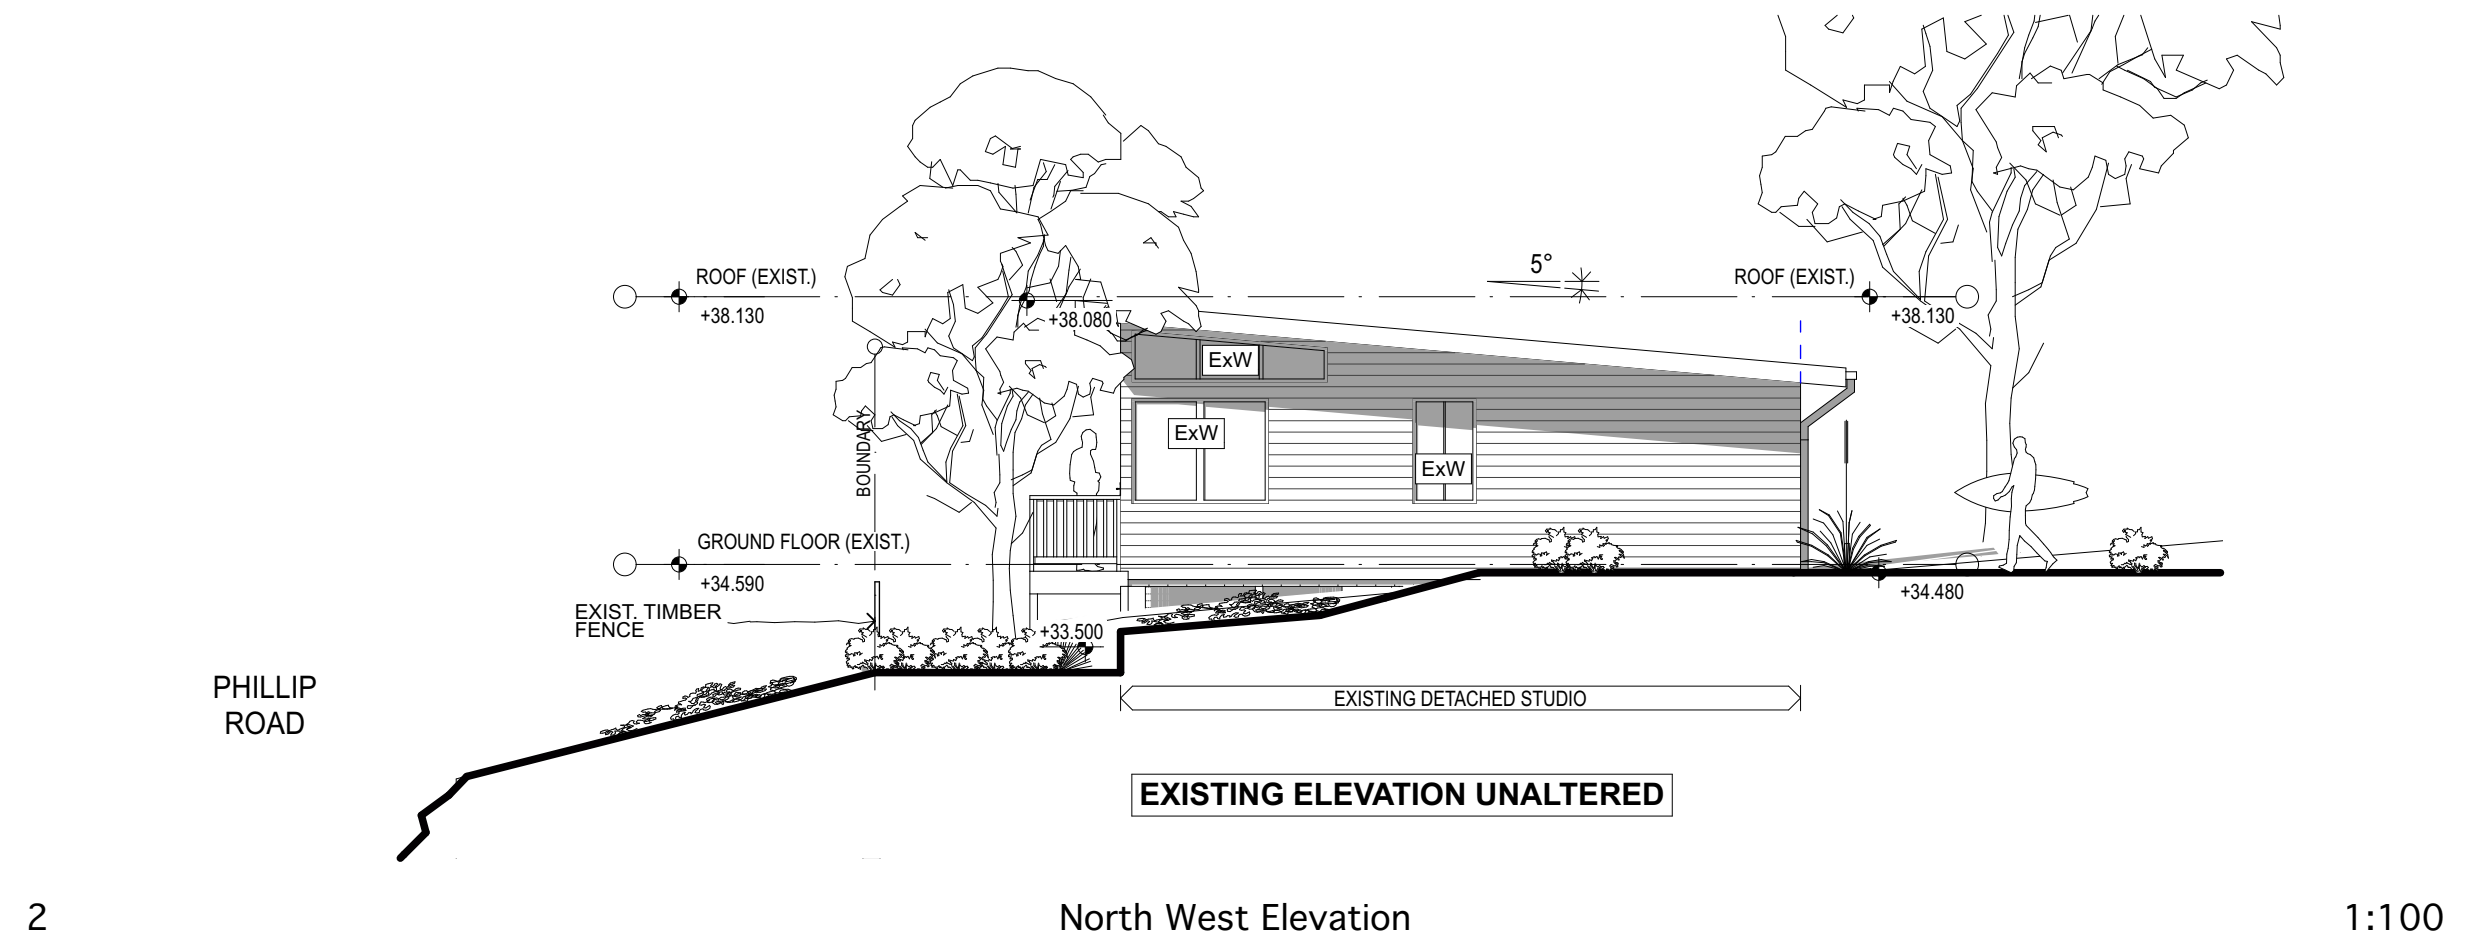 5°
ROOF (EXIST.)
ROOF (EXIST.)
+38.130
+38.080
+38.130
ExW
BOUNDARY
ExW
ExW
GROUND FLOOR (EXIST.)
+34.590
+34.480
EXIST. TIMBER
FENCE
+33.500
PHILLIP
ROAD
EXISTING DETACHED STUDIO
EXISTING ELEVATION UNALTERED
2
North West Elevation
1:100